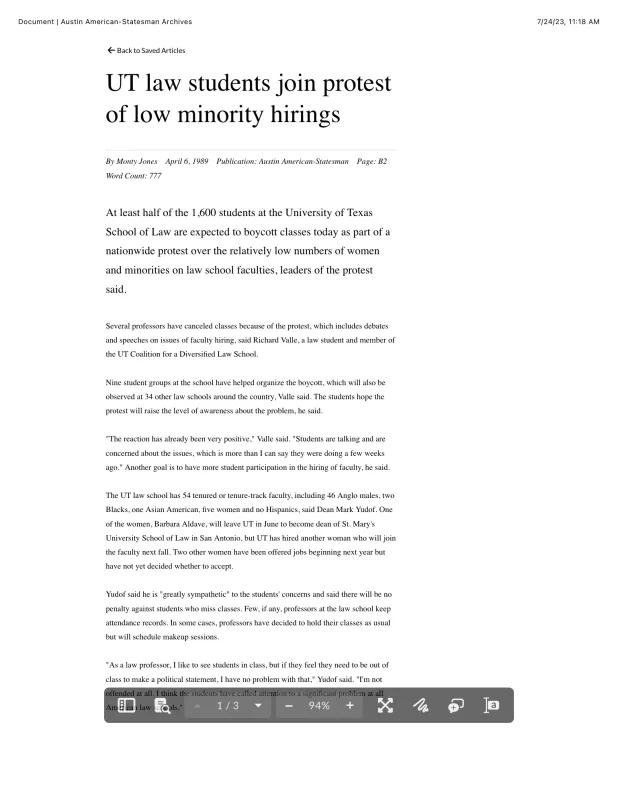 Document | Austin American-Statesman Archives
7/24/23, 11:18 AM
Back to Saved Articles
UT law students join protest
of low minority hirings
By Monty Jones April 6, 1989 Publication: Austin American-Statesman Page: B2
Word Count: 777
At least half of the 1,600 students at the University of Texas
School of Law are expected to boycott classes today as part of a
nationwide protest over the relatively low numbers of women
and minorities on law school faculties, leaders of the protest
said.
Several professors have canceled classes because of the protest, which includes debates
and speeches on issues of faculty hiring, said Richard Valle, a law student and member of
the UT Coalition for a Diversified Law School.
Nine student groups at the school have helped organize the boycott, which will also be
observed at 34 other law schools around the country, Valle said. The students hope the
protest will raise the level of awareness about the problem, he said.
"The reaction has already been very positive," Valle said. "Students are talking and are
concerned about the issues, which is more than I can say they were doing a few weeks
ago." Another goal is to have more student participation in the hiring of faculty, he said.
The UT law school has 54 tenured or tenure-track faculty, including 46 Anglo males, two
Blacks, one Asian American, five women and no Hispanics, said Dean Mark Yudof. One
of the women, Barbara Aldave, will leave UT in June to become dean of St. Mary's
University School of Law in San Antonio, but UT has hired another woman who will join
the faculty next fall. Two other women have been offered jobs beginning next year but
have not yet decided whether to accept.
Yudof said he is "greatly sympathetic" to the students' concerns and said there will be no
penalty against students who miss classes. Few, if any, professors at the law school keep
attendance records. In some cases, professors have decided to hold their classes as usual
but will schedule makeup sessions.
"As a law professor, I like to see students in class, but if they feel they need to be out of
class to make a political statement, I have no problem with that," Yudof said. "I'm not
offended at all. I think the students have called attention to a significant problem at all
law
1 / 3
94%
a